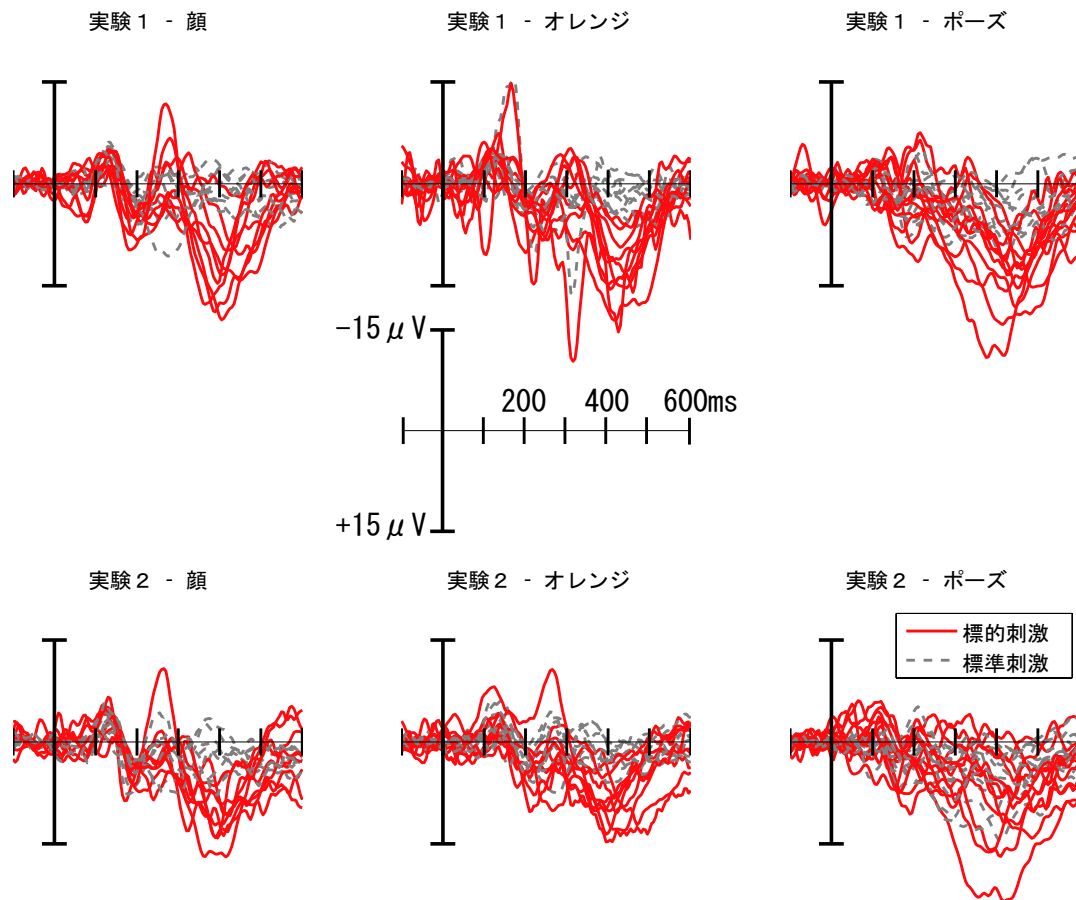 実験１ - 顔
実験１ - オレンジ
実験１ - ポーズ
−15μV
200 400 600ms
+15μV
実験２ - 顔
実験２ - オレンジ
実験２ - ポーズ
標的刺激
標準刺激